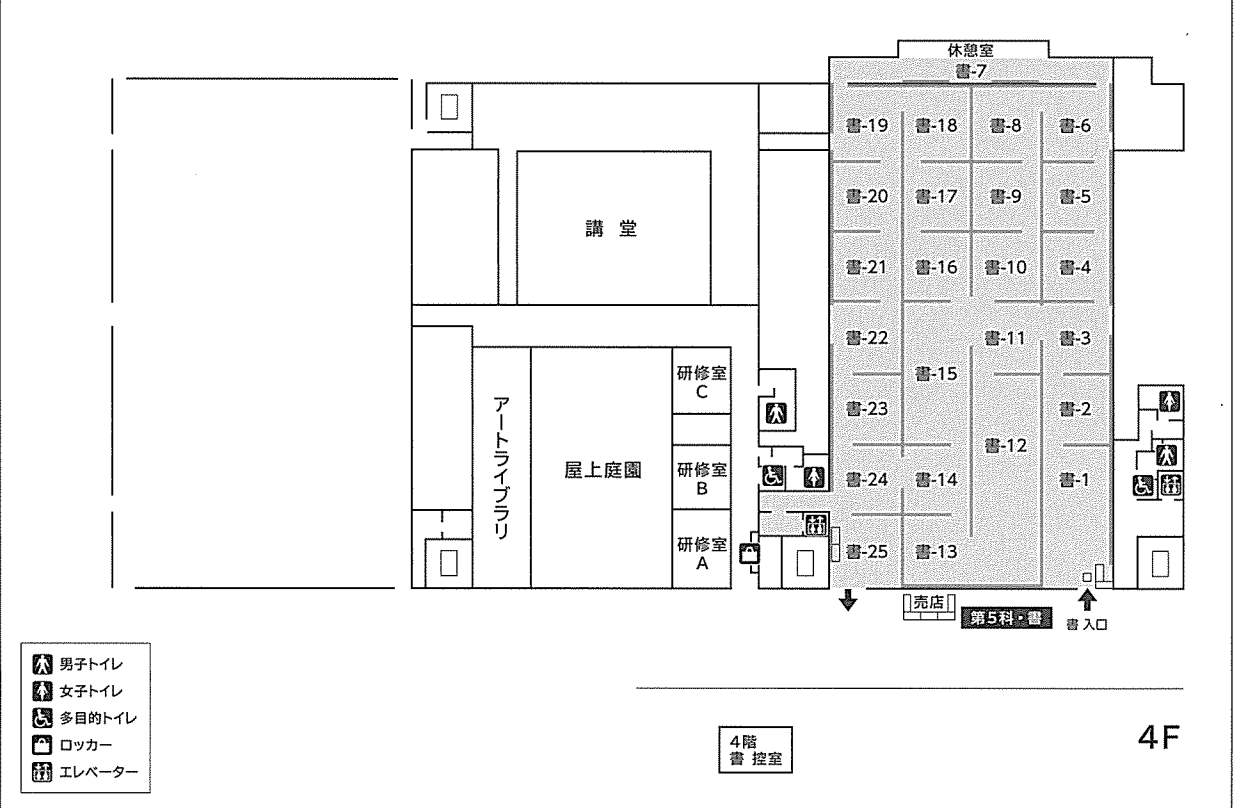 休憩室
書-7
書-19
書-18
書-8
書-6
書-20
書-17
書-9
書-5
講 堂
書-21
書-16
書-10
書-4
書-22
書-11
書-3
研修室
C
書-15
アートライブラリ
書-23
書-2
書-12
屋上庭園
研修室
B
書-24
書-14
書-1
研修室
A
書-25
書-13
売店
第5科・書
書 入口
男子トイレ
女子トイレ
多目的トイレ
ロッカー
エレベーター
4階
書 控室
4F